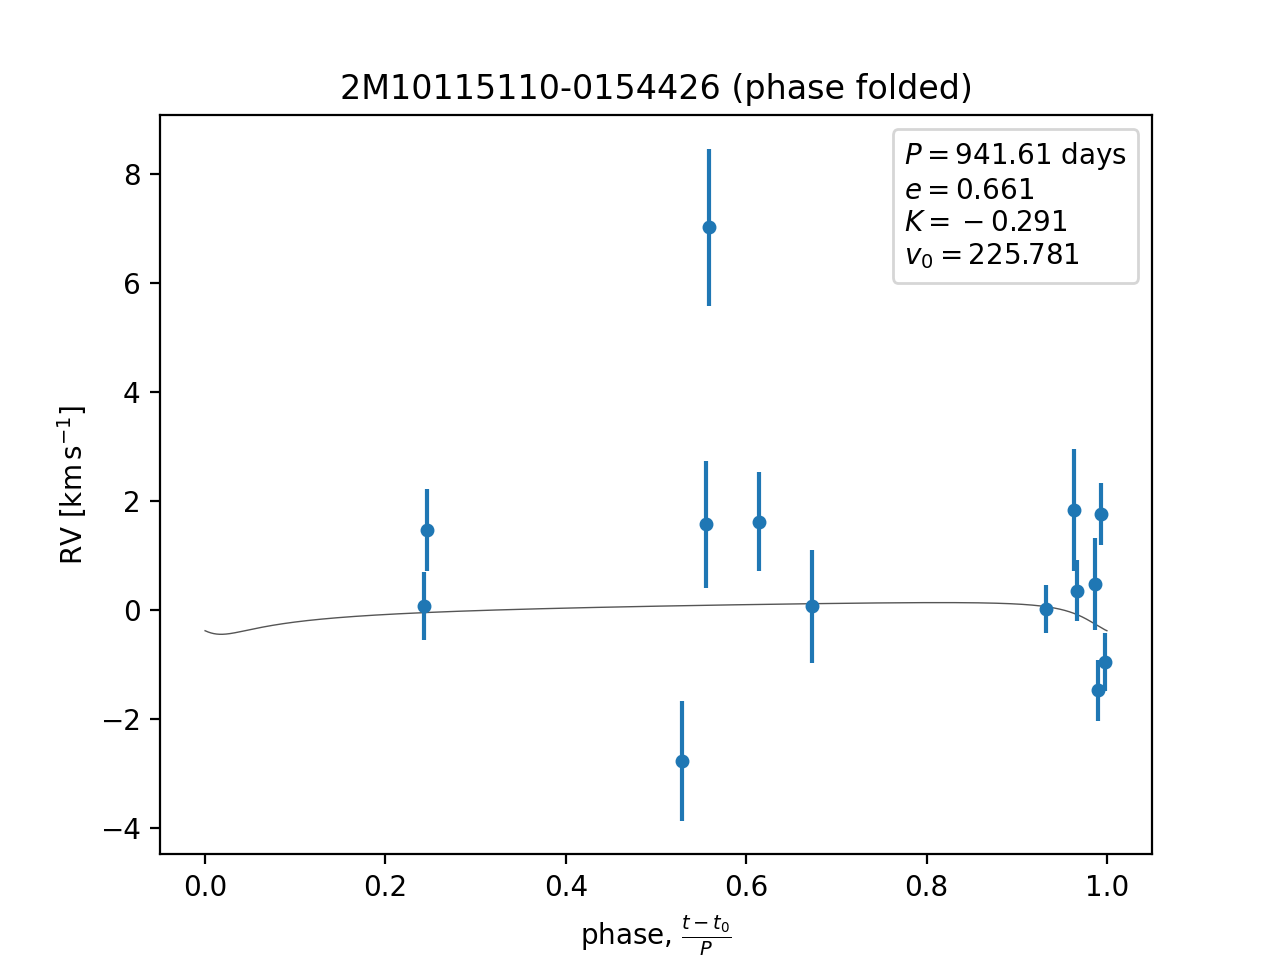 2M10115110-0154426 (phase folded)
P = 941.61 days
e = 0.661
K = −0.291
v₀ = 225.781
8
6
4
2
0
−2
−4
RV [km s⁻¹]
0.0 0.2 0.4 0.6 0.8 1.0
phase, (t − t₀)/P